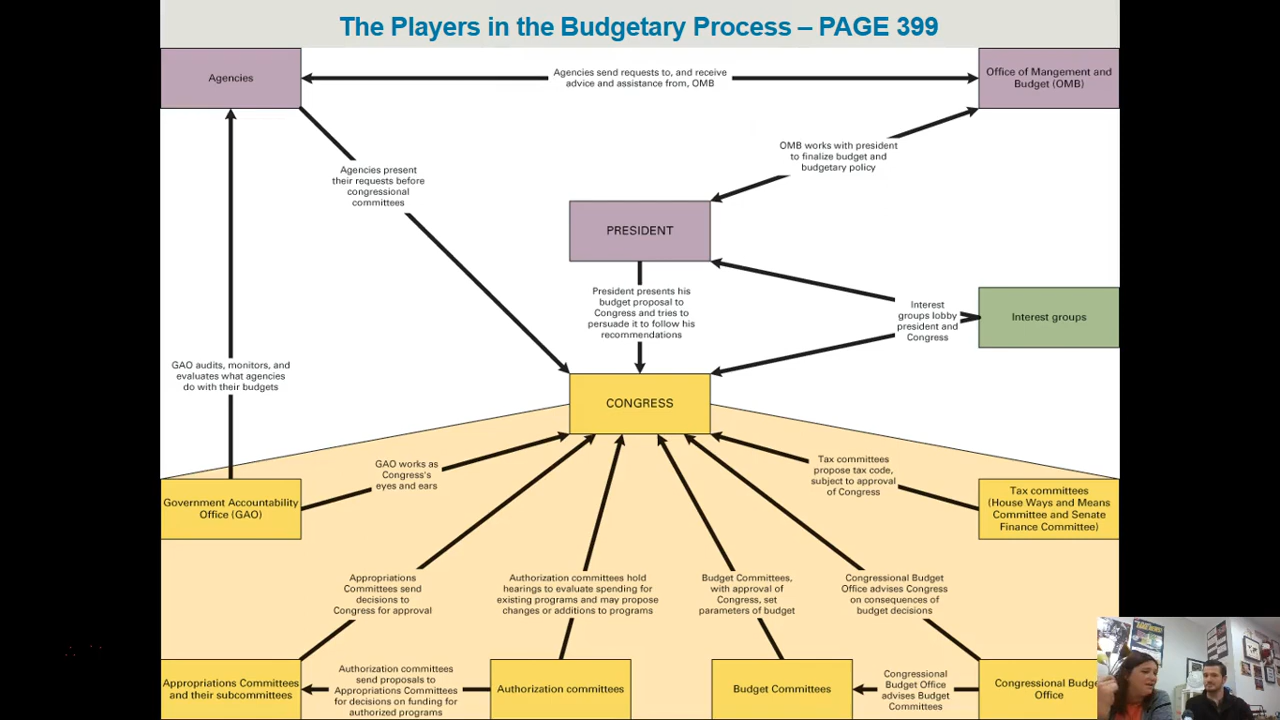 The Players in the Budgetary Process – PAGE 399
Agencies
Agencies send requests to, and receive
advice and assistance from, OMB
Office of Mangement and
Budget (OMB)
OMB works with president
to finalize budget and
budgetary policy
Agencies present
their requests before
congressional
committees
PRESIDENT
President presents his
budget proposal to
Congress and tries to
persuade it to follow his
recommendations
Interest
groups lobby
president and
Congress
Interest groups
GAO audits, monitors, and
evaluates what agencies
do with their budgets
CONGRESS
GAO works as
Congress's
eyes and ears
Tax committees
propose tax code,
subject to approval
of Congress
Government Accountability
Office (GAO)
Tax committees
(House Ways and Means
Committee and Senate
Finance Committee)
Appropriations
Committees send
decisions to
Congress for approval
Authorization committees hold
hearings to evaluate spending for
existing programs and may propose
changes or additions to programs
Budget Committees,
with approval of
Congress, set
parameters of budget
Congressional Budget
Office advises Congress
on consequences of
budget decisions
Appropriations Committees
and their subcommittees
Authorization committees
send proposals to
Appropriations Committees
for decisions on funding for
authorized programs
Authorization committees
Budget Committees
Congressional
Budget Office
advises Budget
Committees
Congressional Budge
Office